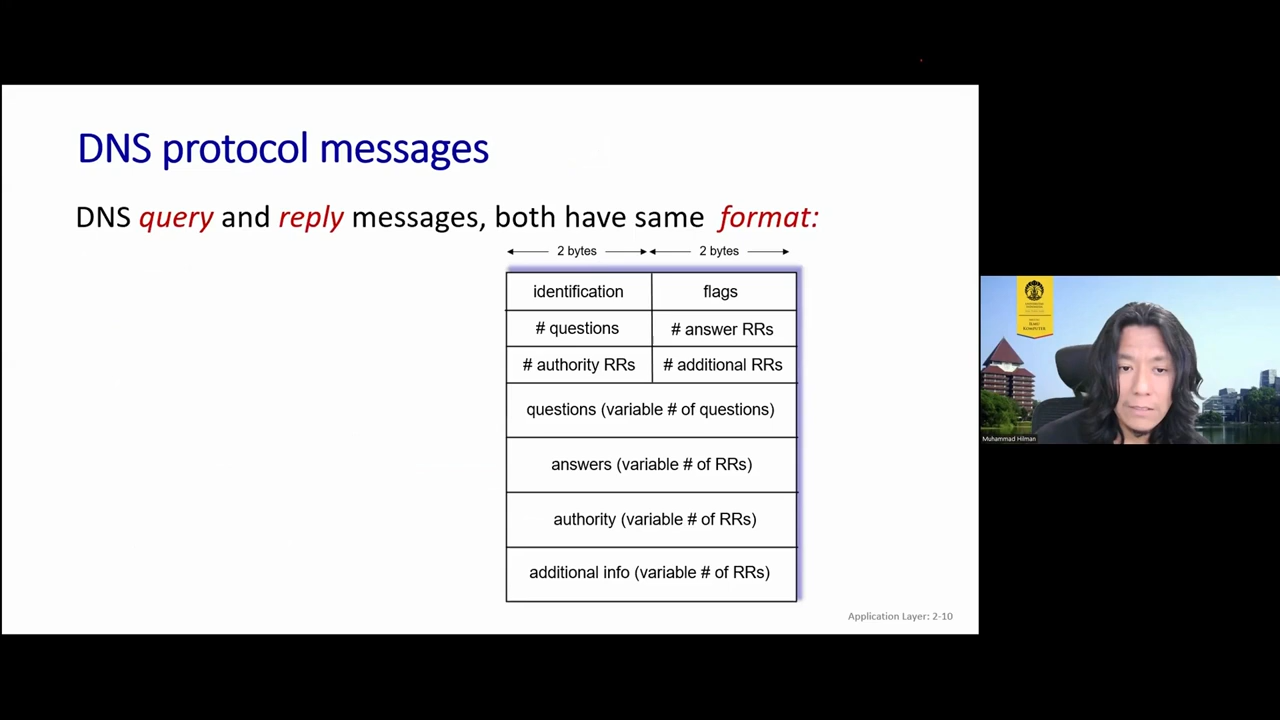 DNS protocol messages
DNS query and reply messages, both have same format:
2 bytes 2 bytes
identification flags
# questions # answer RRs
# authority RRs # additional RRs
questions (variable # of questions)
answers (variable # of RRs)
authority (variable # of RRs)
additional info (variable # of RRs)
Application Layer: 2-10
ILMU
KOMPUTER
Muhammad Hilman